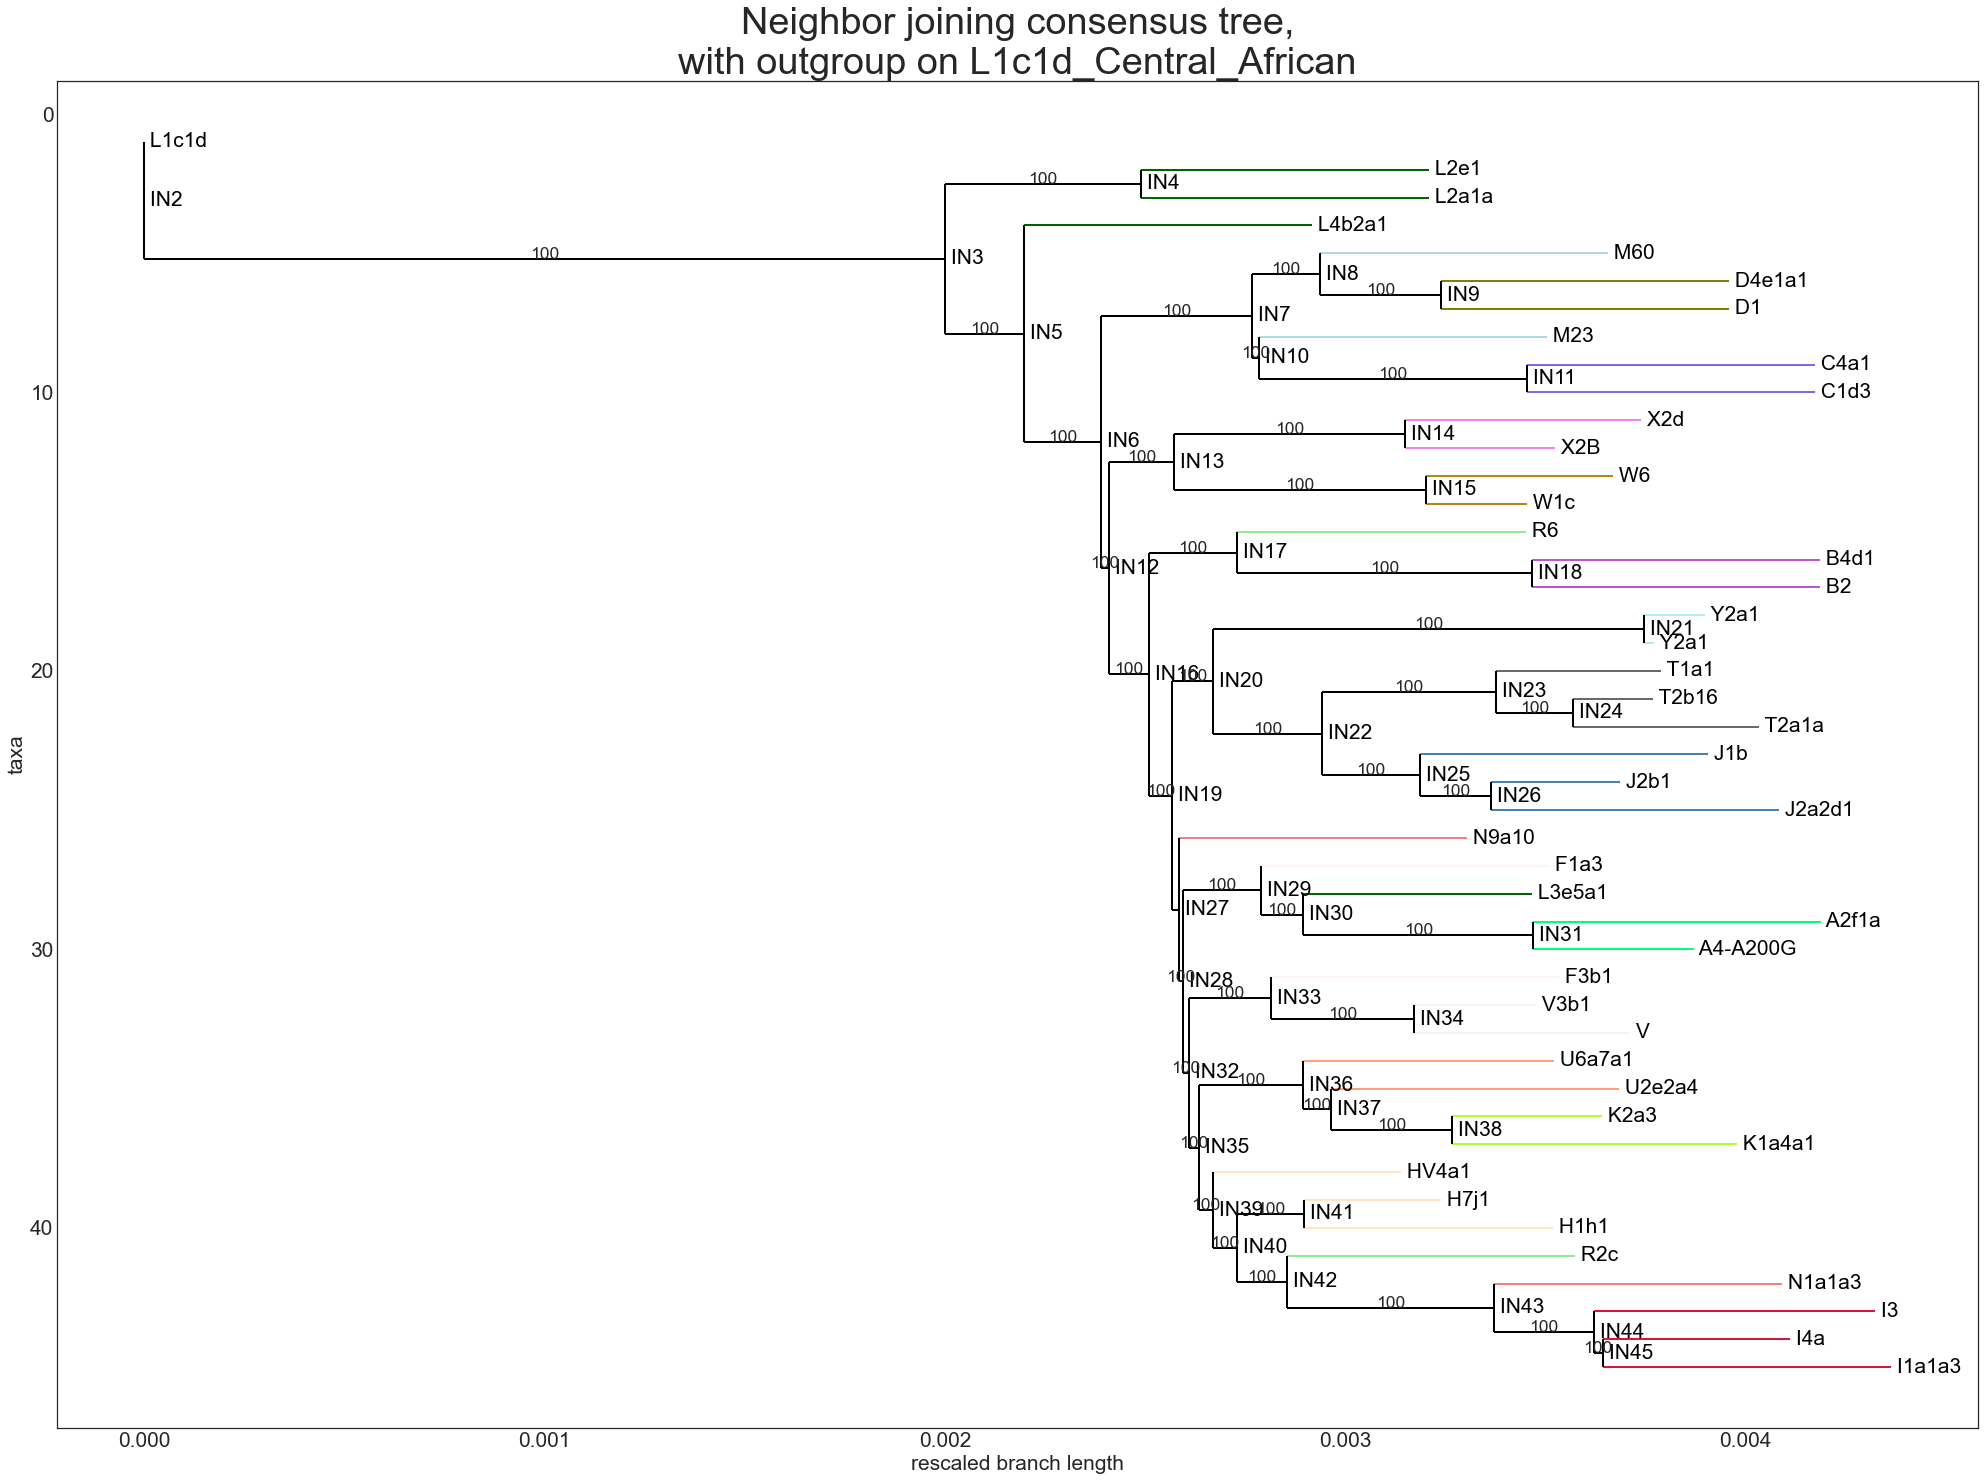 Neighbor joining consensus tree,
with outgroup on L1c1d_Central_African
0
L1c1d
L2e1
100
IN4
IN2
L2a1a
L4b2a1
100
IN3
M60
100
IN8
D4e1a1
100
IN9
D1
100
IN7
100
IN5
M23
100
IN10
C4a1
100
IN11
10
C1d3
X2d
100
IN14
100
IN6
X2B
100
IN13
W6
100
IN15
W1c
R6
100
IN17
100
IN12
B4d1
100
IN18
B2
Y2a1
100
IN21
Y2a1
20
T1a1
100
IN16
100
IN20
100
IN23
T2b16
100
IN24
T2a1a
100
IN22
J1b
100
IN25
J2b1
100
IN19
100
IN26
J2a2d1
taxa
N9a10
F1a3
100
IN29
L3e5a1
IN27
100
IN30
A2f1a
100
IN31
30
A4-A200G
F3b1
100
IN28
100
IN33
V3b1
100
IN34
V
U6a7a1
100
IN32
100
IN36
U2e2a4
100
IN37
K2a3
100
IN38
100
IN35
K1a4a1
HV4a1
H7j1
100
IN39
100
IN41
40
H1h1
100
IN40
R2c
100
IN42
N1a1a3
100
IN43
I3
100
IN44
I4a
100
IN45
I1a1a3
0.000
0.001
0.002
0.003
0.004
rescaled branch length